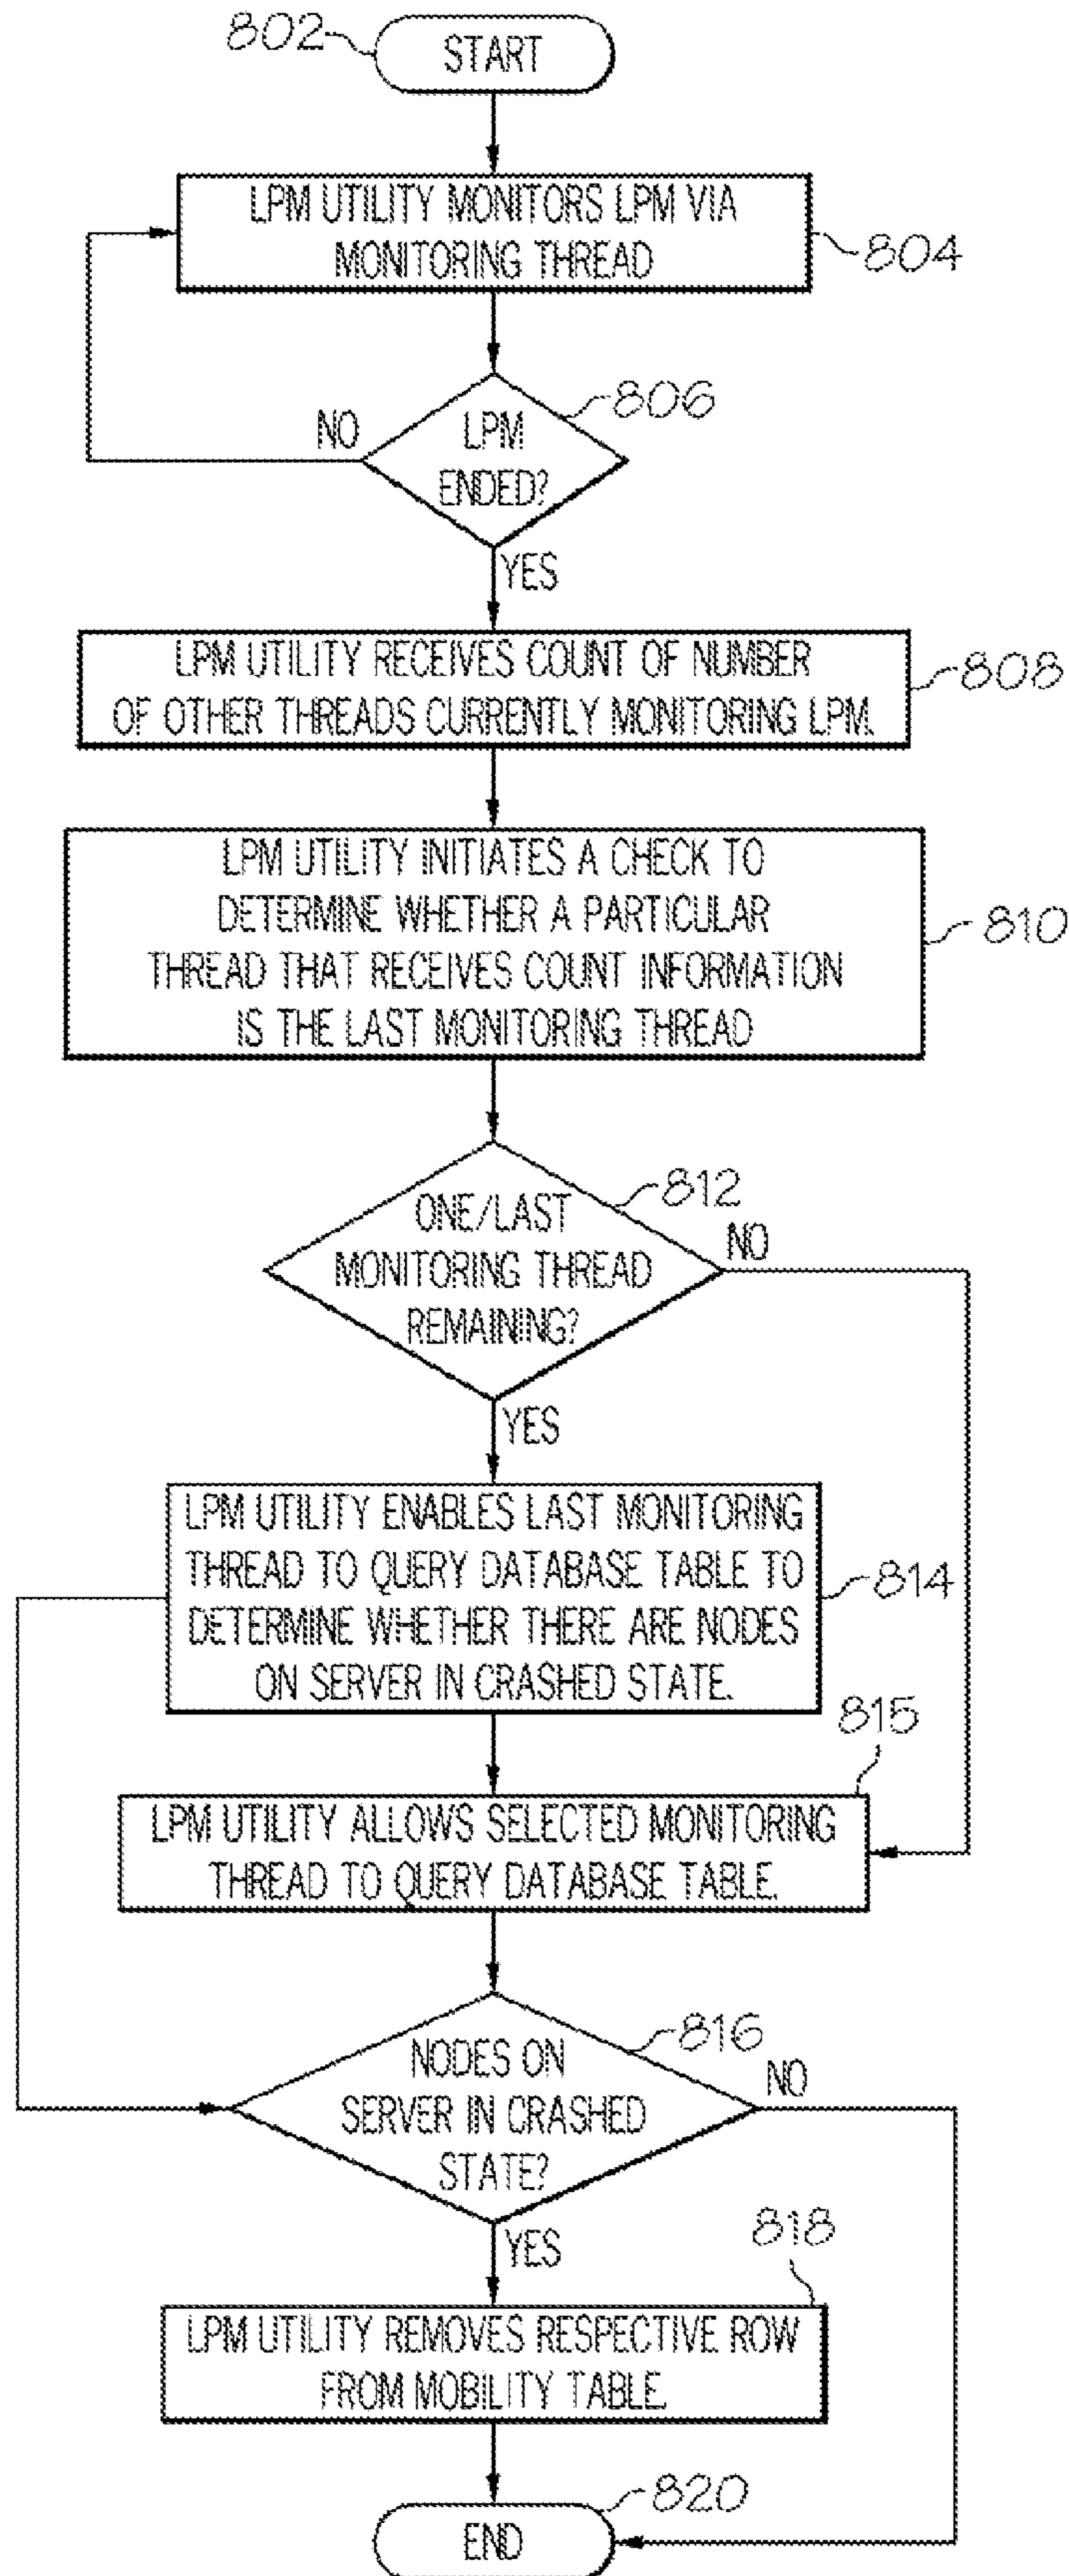 802
START
LPM UTILITY MONITORS LPM VIA
MONITORING THREAD
804
806
NO
LPM
ENDED?
YES
LPM UTILITY RECEIVES COUNT OF NUMBER
OF OTHER THREADS CURRENTLY MONITORING LPM.
808
LPM UTILITY INITIATES A CHECK TO
DETERMINE WHETHER A PARTICULAR
THREAD THAT RECEIVES COUNT INFORMATION
IS THE LAST MONITORING THREAD
810
812
ONE/LAST
MONITORING THREAD
REMAINING?
NO
YES
LPM UTILITY ENABLES LAST MONITORING
THREAD TO QUERY DATABASE TABLE TO
DETERMINE WHETHER THERE ARE NODES
ON SERVER IN CRASHED STATE.
814
815
LPM UTILITY ALLOWS SELECTED MONITORING
THREAD TO QUERY DATABASE TABLE.
816
NODES ON
SERVER IN CRASHED
STATE?
NO
YES
818
LPM UTILITY REMOVES RESPECTIVE ROW
FROM MOBILITY TABLE.
820
END